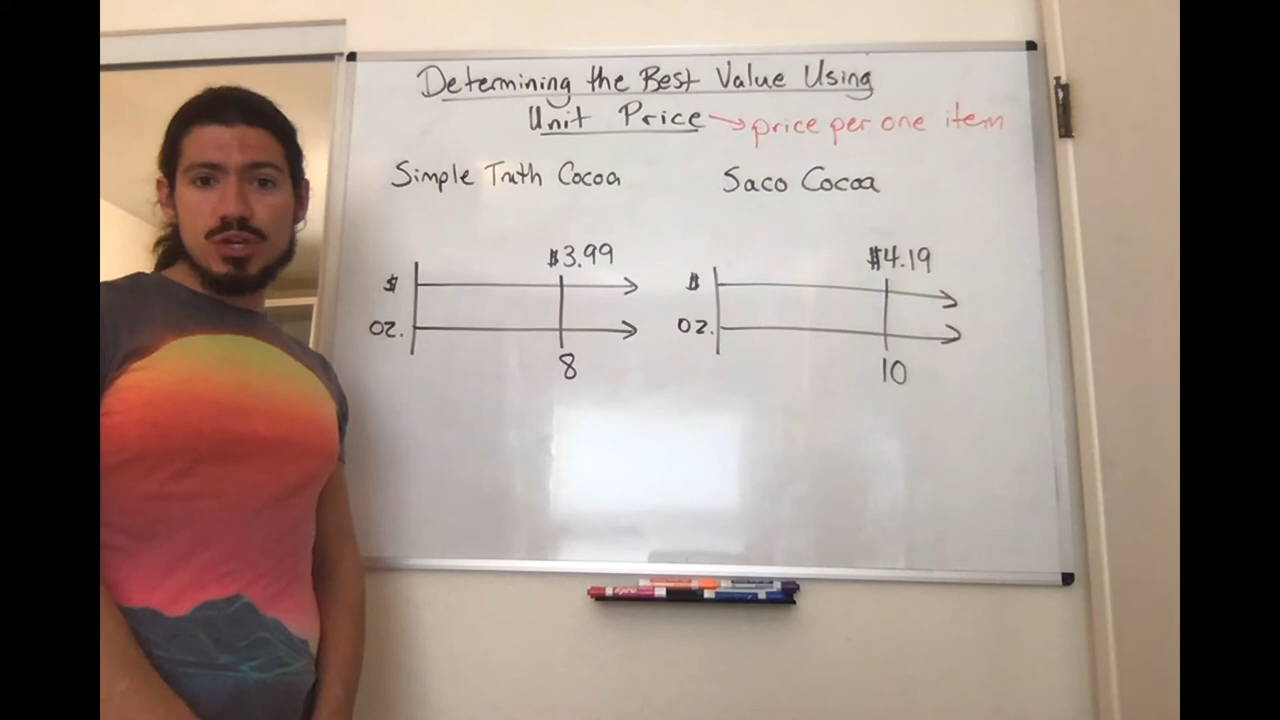 Determining the Best Value Using
Unit Price → price per one item
Simple Truth Cocoa
Saco Cocoa
$3.99
$
oz.
8
$4.19
$
oz.
10